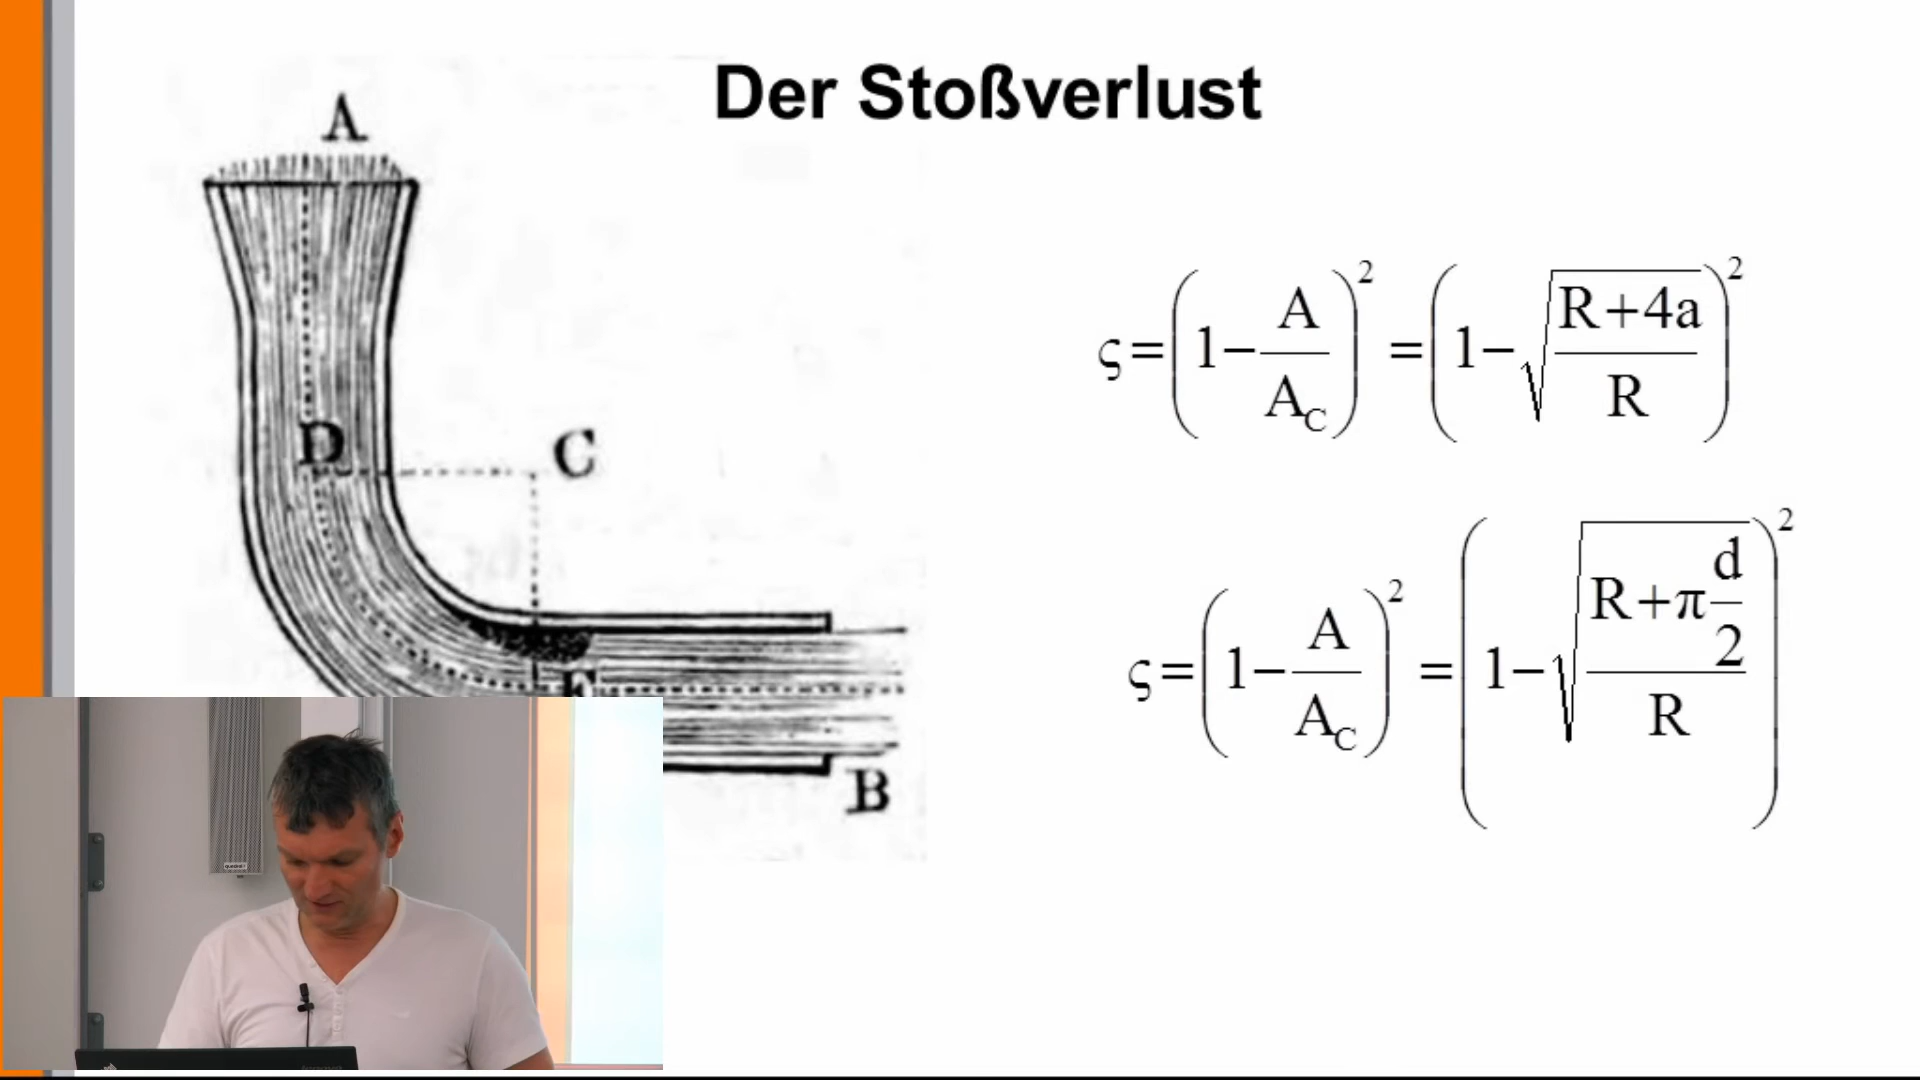 Der Stoßverlust
A
D
C
E
B
ς=(1−A/A_C)²=(1−√((R+4a)/R))²
ς=(1−A/A_C)²=(1−√((R+π d/2)/R))²